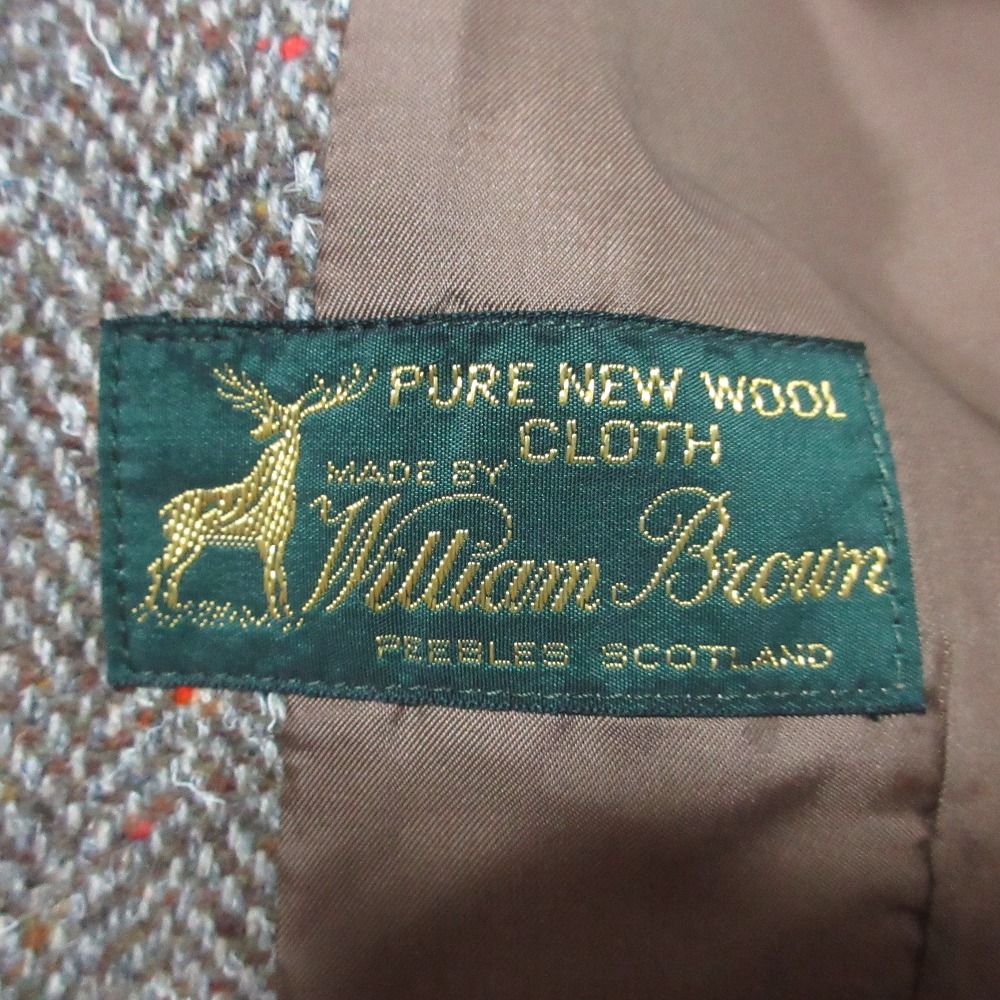 PURE NEW WOOL
CLOTH
MADE BY
William Brown
PEEBLES SCOTLAND